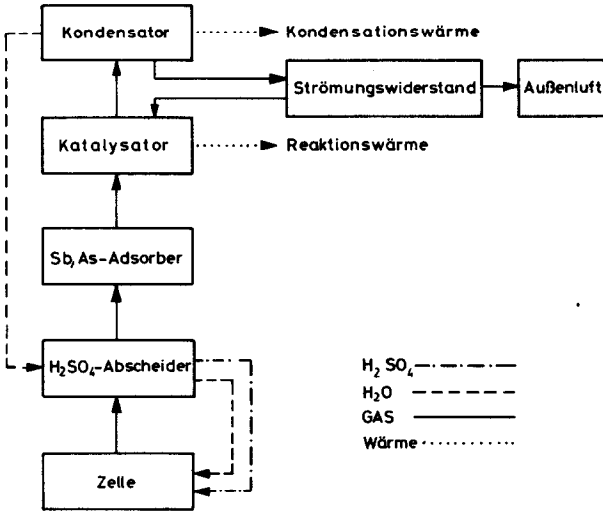 Kondensator
Kondensationswärme
Strömungswiderstand
Außenluft
Katalysator
Reaktionswärme
Sb,As-Adsorber
H₂SO₄-Abscheider
H₂SO₄
H₂O
GAS
Wärme
Zelle